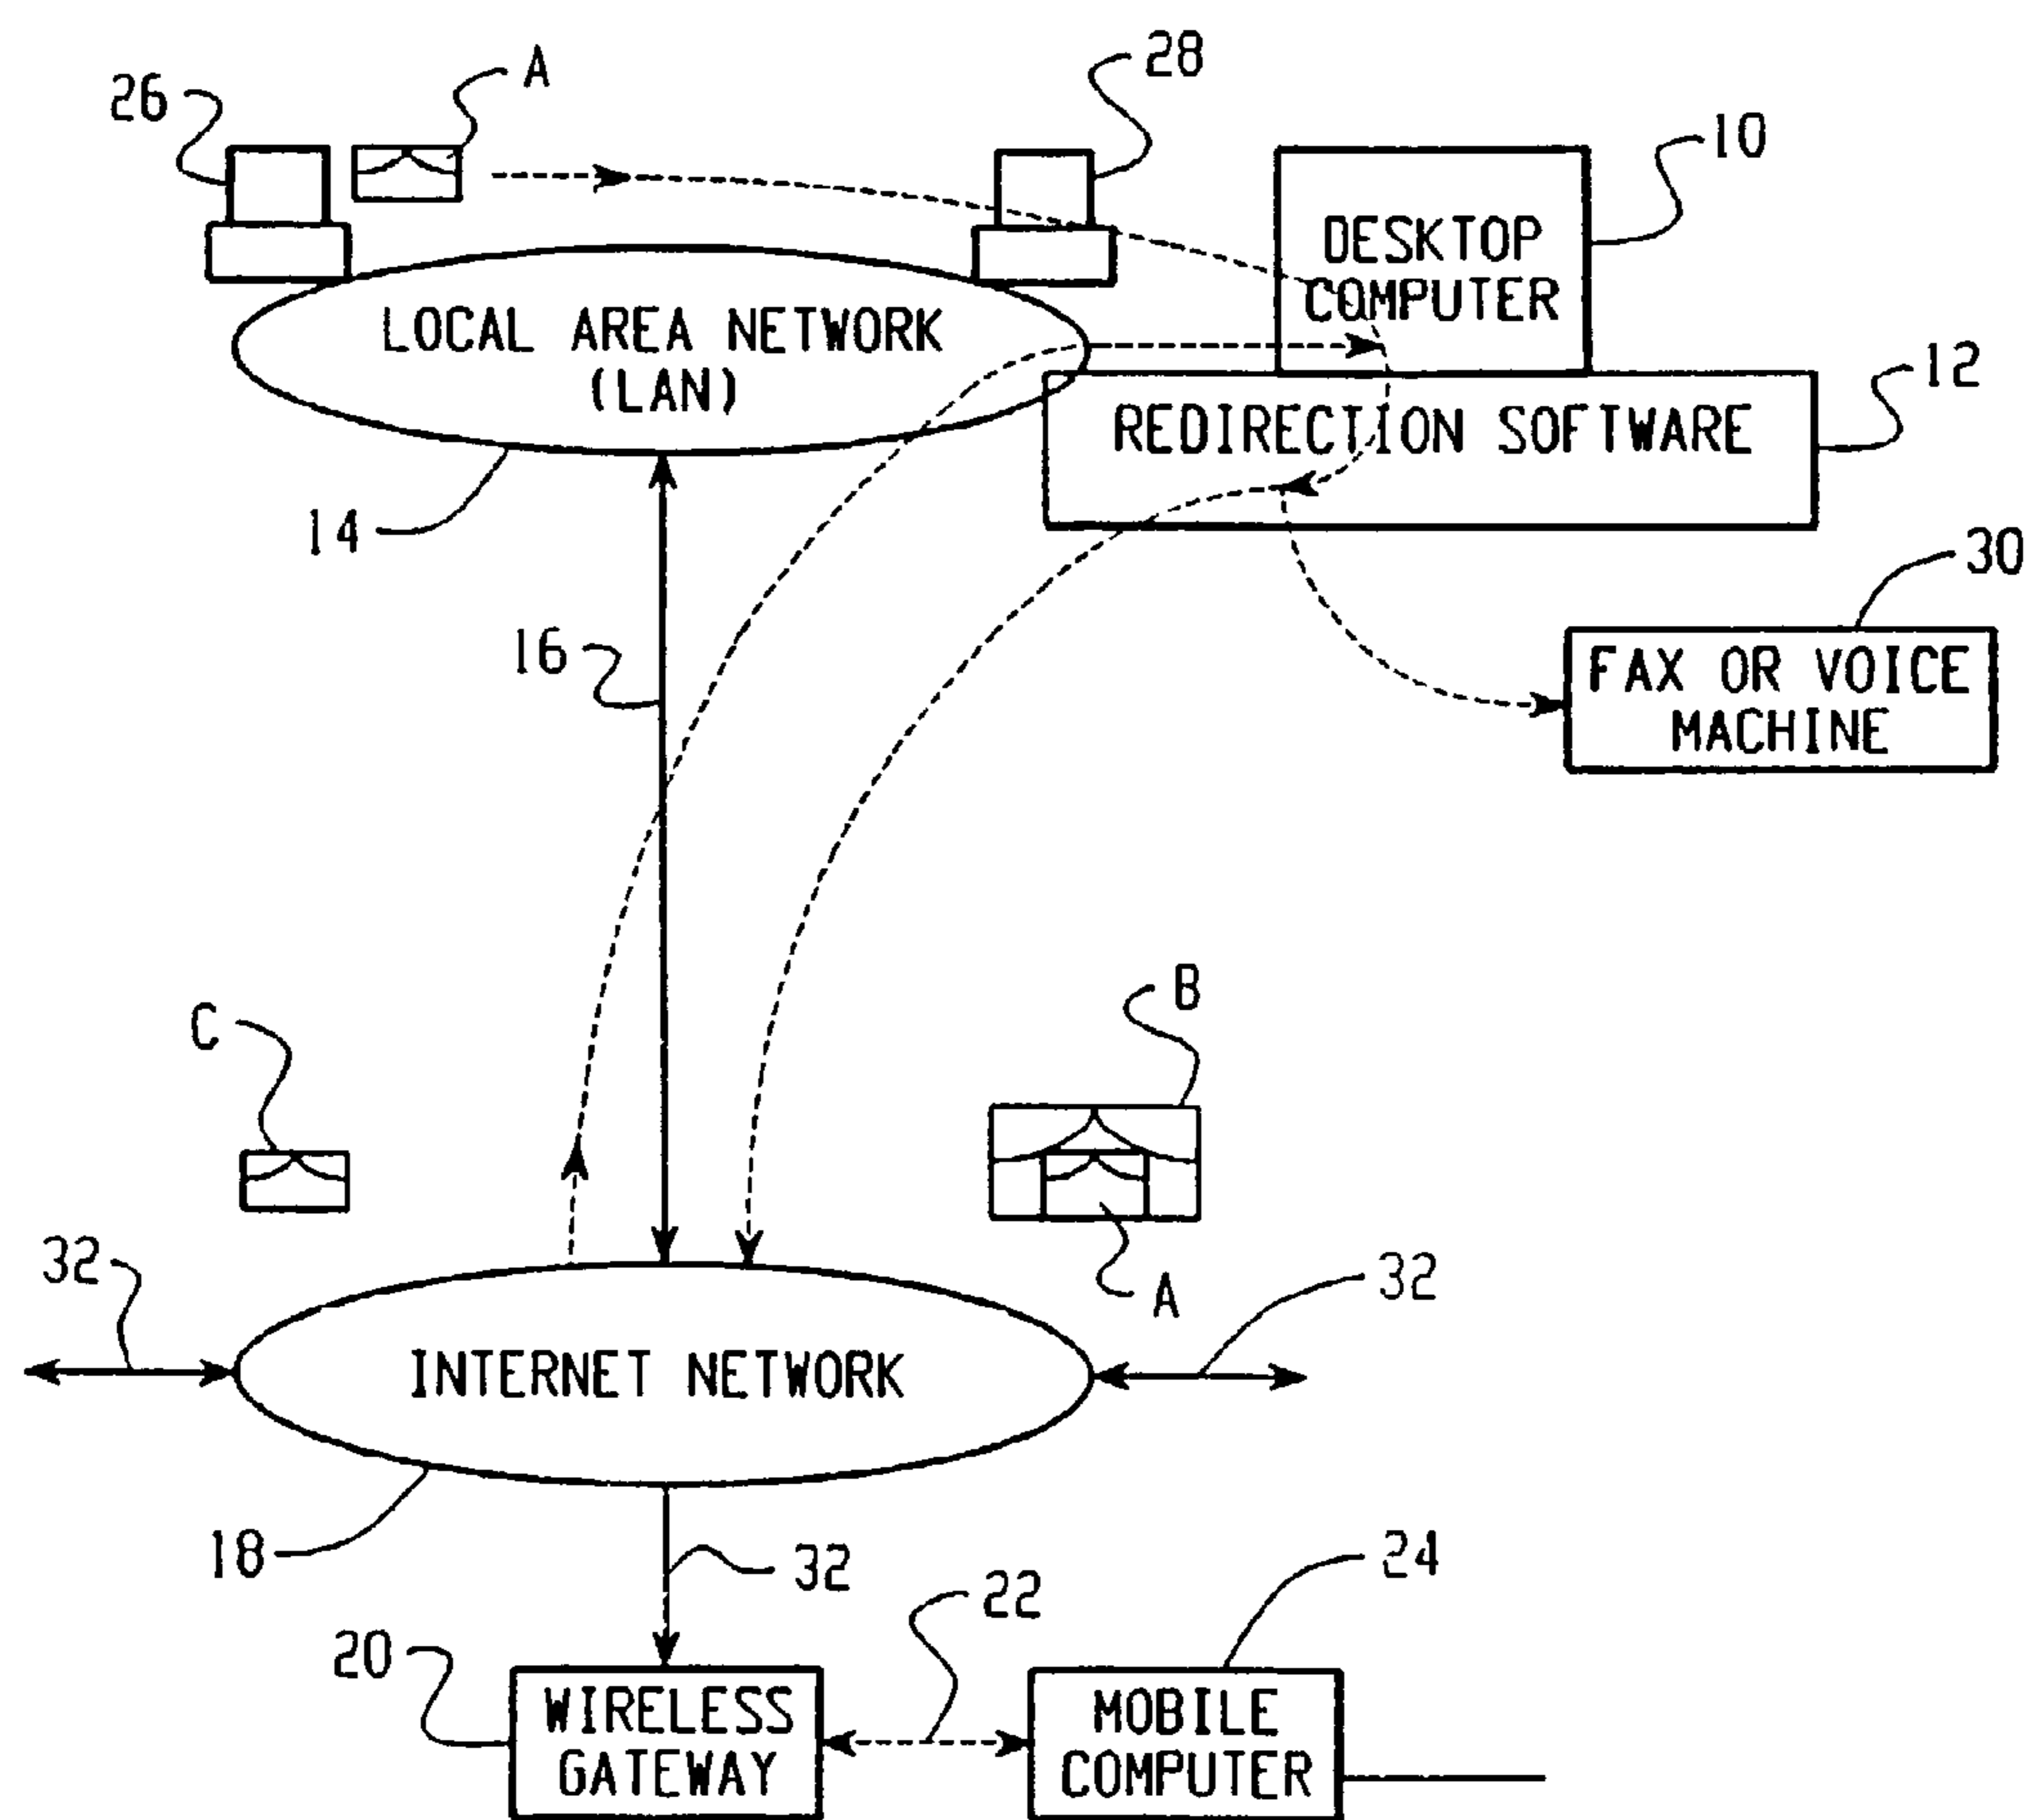 26
A
28
10
DESKTOP
COMPUTER
LOCAL AREA NETWORK
(LAN)
12
REDIRECTION SOFTWARE
14
30
16
FAX OR VOICE
MACHINE
B
C
32
A
32
INTERNET NETWORK
18
32
24
22
20
WIRELESS
GATEWAY
MOBILE
COMPUTER